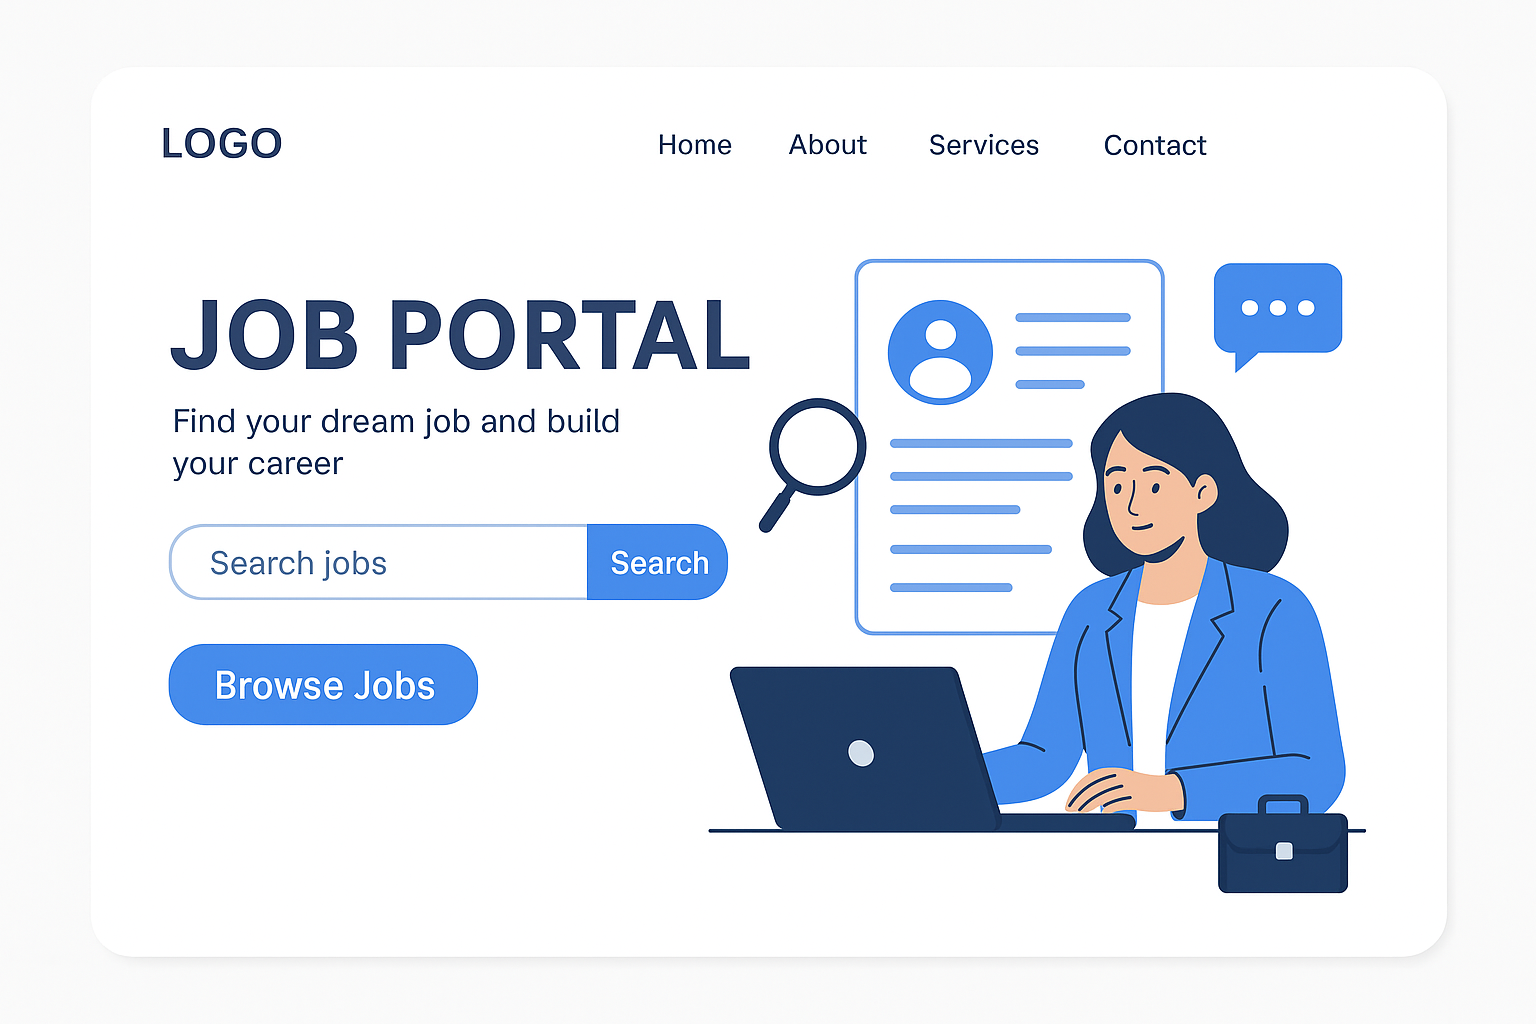 LOGO
Home About Services Contact
JOB PORTAL
Find your dream job and build
your career
Search jobs Search
Browse Jobs